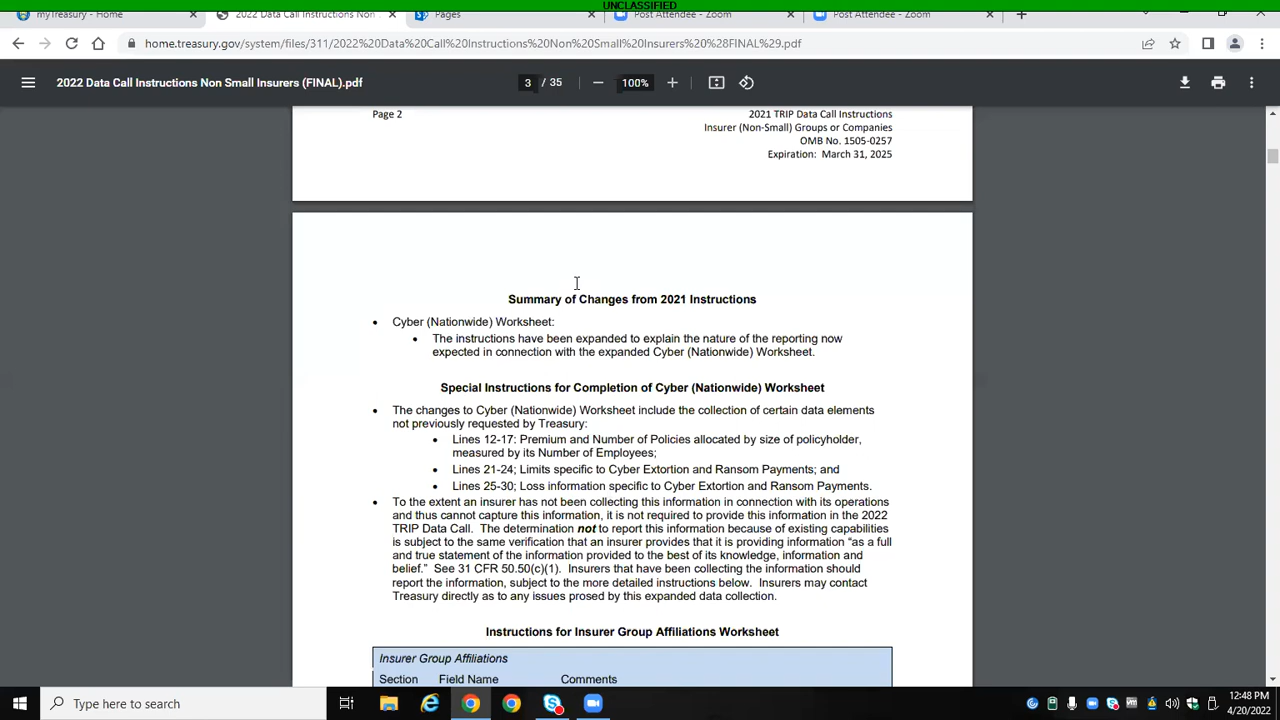 UNCLASSIFIED
myTreasury - Home
2022 Data Call Instructions Non
Pages
Post Attendee - Zoom
Post Attendee - Zoom
home.treasury.gov/system/files/311/2022%20Data%20Call%20Instructions%20Non%20Small%20Insurers%20%28FINAL%29.pdf
2022 Data Call Instructions Non Small Insurers (FINAL).pdf
3 / 35
100%
Page 2
2021 TRIP Data Call Instructions
Insurer (Non-Small) Groups or Companies
OMB No. 1505-0257
Expiration: March 31, 2025
Summary of Changes from 2021 Instructions
• Cyber (Nationwide) Worksheet:
• The instructions have been expanded to explain the nature of the reporting now
expected in connection with the expanded Cyber (Nationwide) Worksheet.
Special Instructions for Completion of Cyber (Nationwide) Worksheet
• The changes to Cyber (Nationwide) Worksheet include the collection of certain data elements
not previously requested by Treasury:
• Lines 12-17: Premium and Number of Policies allocated by size of policyholder,
measured by its Number of Employees;
• Lines 21-24; Limits specific to Cyber Extortion and Ransom Payments; and
• Lines 25-30; Loss information specific to Cyber Extortion and Ransom Payments.
• To the extent an insurer has not been collecting this information in connection with its operations
and thus cannot capture this information, it is not required to provide this information in the 2022
TRIP Data Call. The determination not to report this information because of existing capabilities
is subject to the same verification that an insurer provides that it is providing information “as a full
and true statement of the information provided to the best of its knowledge, information and
belief.” See 31 CFR 50.50(c)(1). Insurers that have been collecting the information should
report the information, subject to the more detailed instructions below. Insurers may contact
Treasury directly as to any issues prosed by this expanded data collection.
Instructions for Insurer Group Affiliations Worksheet
Insurer Group Affiliations
Section Field Name Comments
Type here to search
12:48 PM
4/20/2022